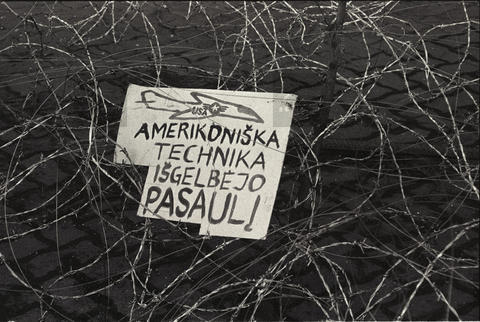 USA
AMERIKONIŠKA
TECHNIKA
IŠGELBĖJO
PASAULĮ